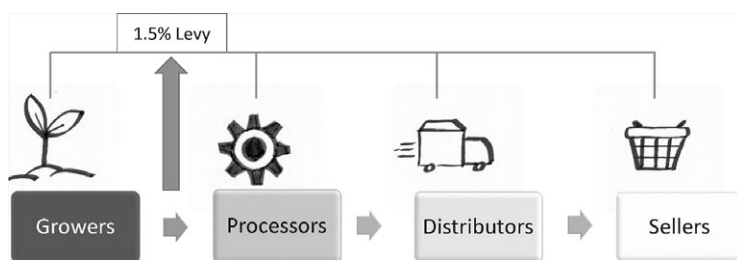 1.5% Levy
Growers
Processors
Distributors
Sellers